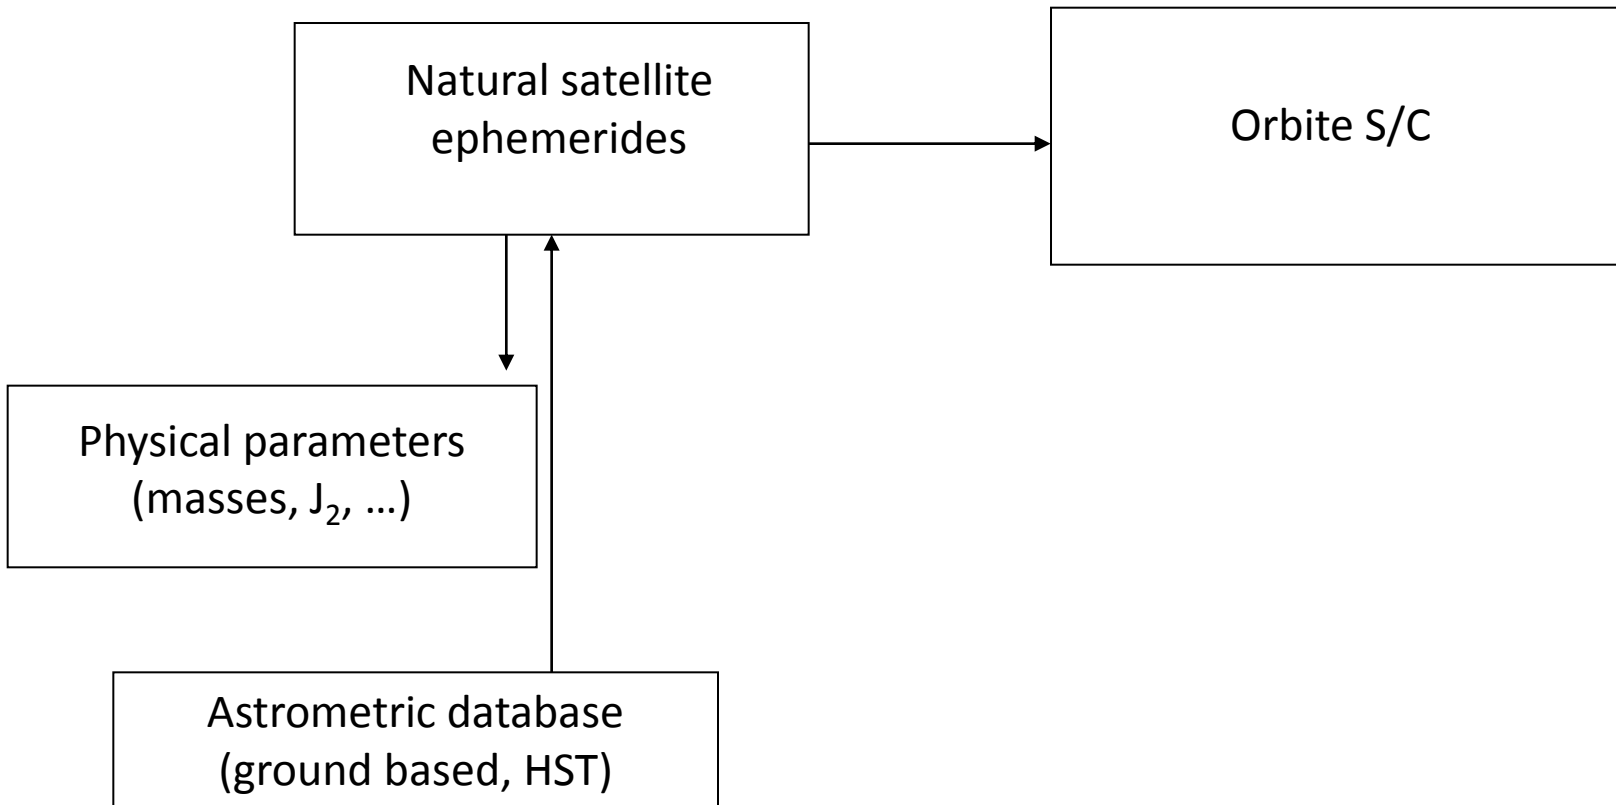 Natural satellite
ephemerides
Orbite S/C
Physical parameters
(masses, J₂, …)
Astrometric database
(ground based, HST)